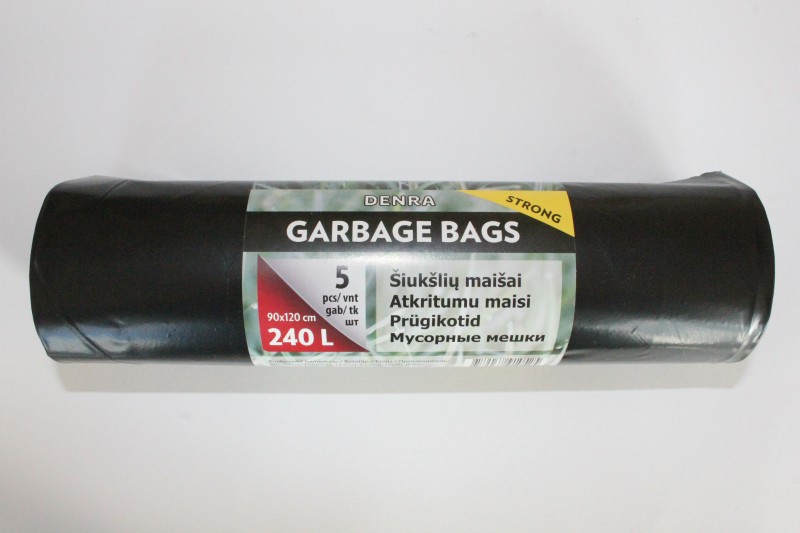 DENRA
STRONG
GARBAGE BAGS
5
pcs/ vnt
gab/ tk
шт
90x120 cm
240 L
Šiukšlių maišai
Atkritumu maisi
Prügikotid
Мусорные мешки